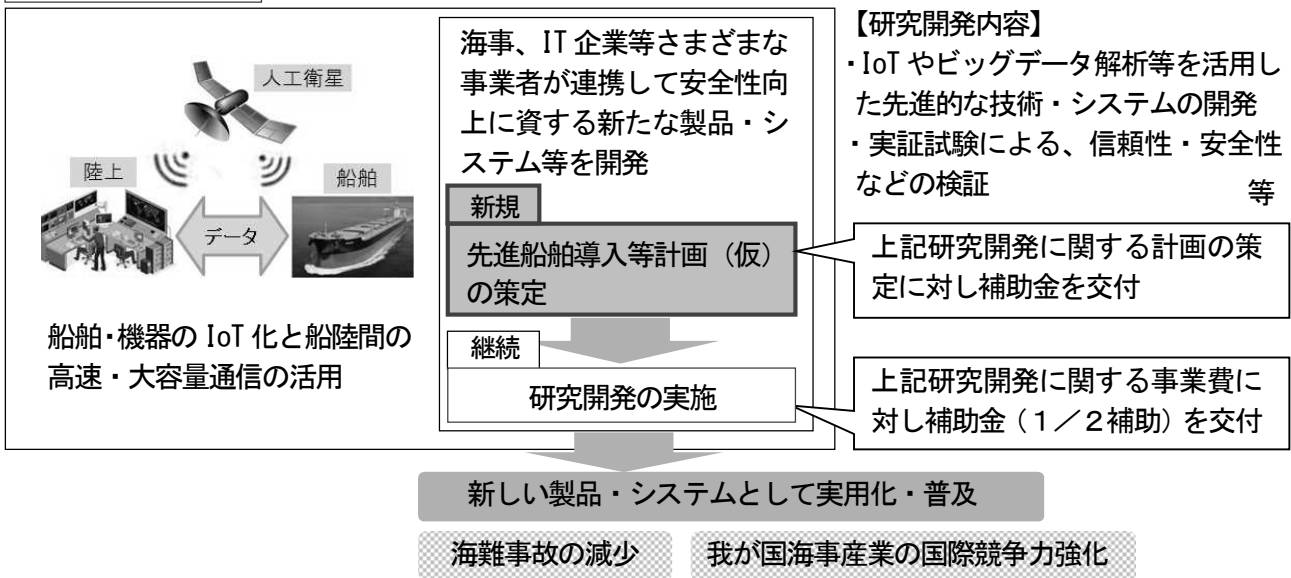 人工衛星
陸上
船舶
データ
船舶・機器の IoT 化と船陸間の
高速・大容量通信の活用
海事、IT 企業等さまざまな
事業者が連携して安全性向
上に資する新たな製品・シ
ステム等を開発
新規
先進船舶導入等計画（仮）
の策定
継続
研究開発の実施
【研究開発内容】
・IoT やビッグデータ解析等を活用し
た先進的な技術・システムの開発
・実証試験による、信頼性・安全性
などの検証 等
上記研究開発に関する計画の策
定に対し補助金を交付
上記研究開発に関する事業費に
対し補助金（１／２補助）を交付
新しい製品・システムとして実用化・普及
海難事故の減少
我が国海事産業の国際競争力強化